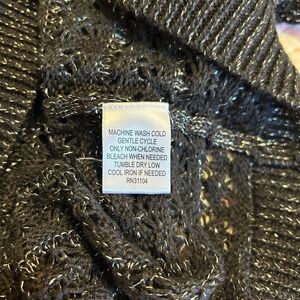 MACHINE WASH COLD
GENTLE CYCLE
ONLY NON-CHLORINE
BLEACH WHEN NEEDED
TUMBLE DRY LOW
COOL IRON IF NEEDED
RN31104